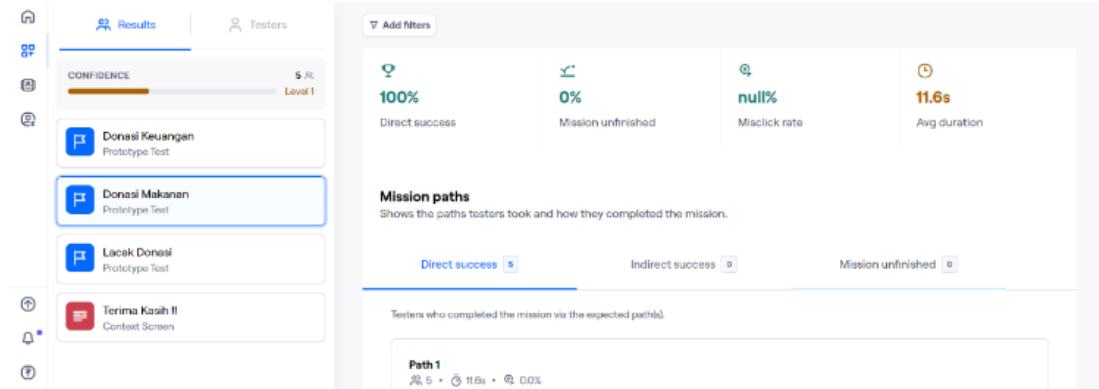 Results
Testers
CONFIDENCE
5
Level 1
Donasi Keuangan
Prototype Test
Donasi Makanan
Prototype Test
Lacak Donasi
Prototype Test
Terima Kasih !!
Context Screen
Add filters
100%
Direct success
0%
Mission unfinished
null%
Misclick rate
11.6s
Avg duration
Mission paths
Shows the paths testers took and how they completed the mission.
Direct success 5
Indirect success 0
Mission unfinished 0
Testers who completed the mission via the expected path(s).
Path 1
5 • 11.6s • 0.0%